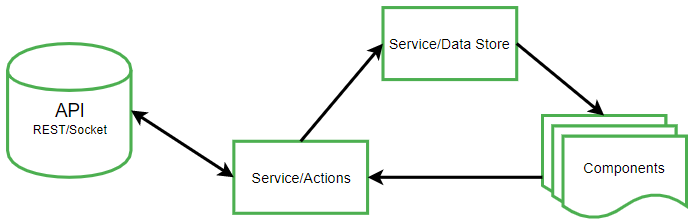 API
REST/Socket
Service/Data Store
Service/Actions
Components